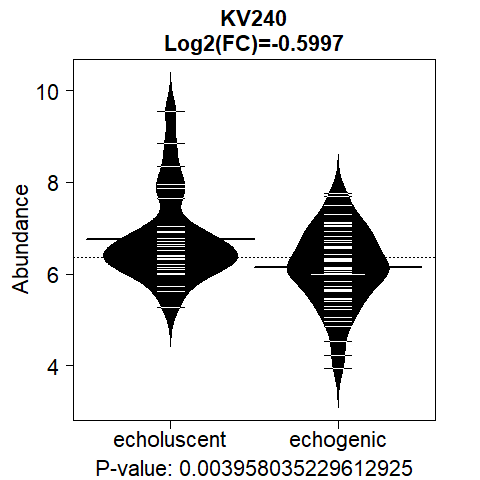 KV240
Log2(FC)=-0.5997
10
8
6
4
Abundance
echoluscent echogenic
P-value: 0.003958035229612925